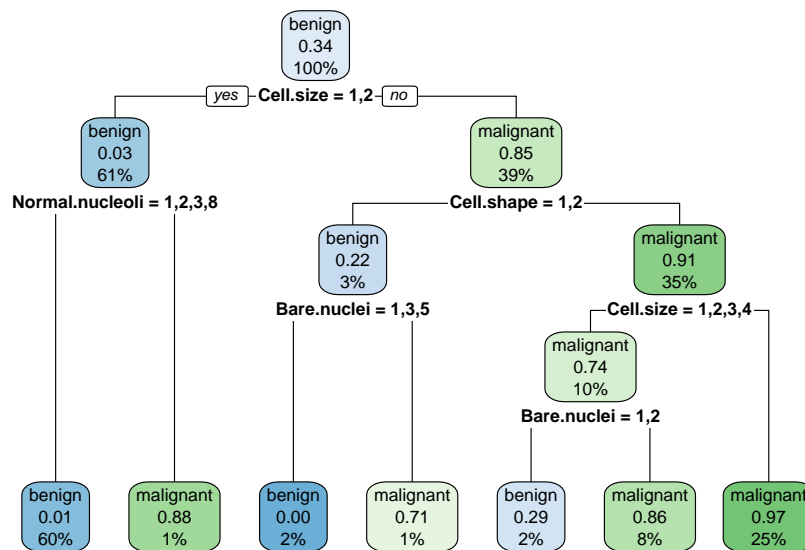 benign
0.34
100%
yes Cell.size = 1,2 no
benign
0.03
61%
malignant
0.85
39%
Normal.nucleoli = 1,2,3,8
Cell.shape = 1,2
benign
0.22
3%
malignant
0.91
35%
Bare.nuclei = 1,3,5
Cell.size = 1,2,3,4
malignant
0.74
10%
Bare.nuclei = 1,2
benign
0.01
60%
malignant
0.88
1%
benign
0.00
2%
malignant
0.71
1%
benign
0.29
2%
malignant
0.86
8%
malignant
0.97
25%